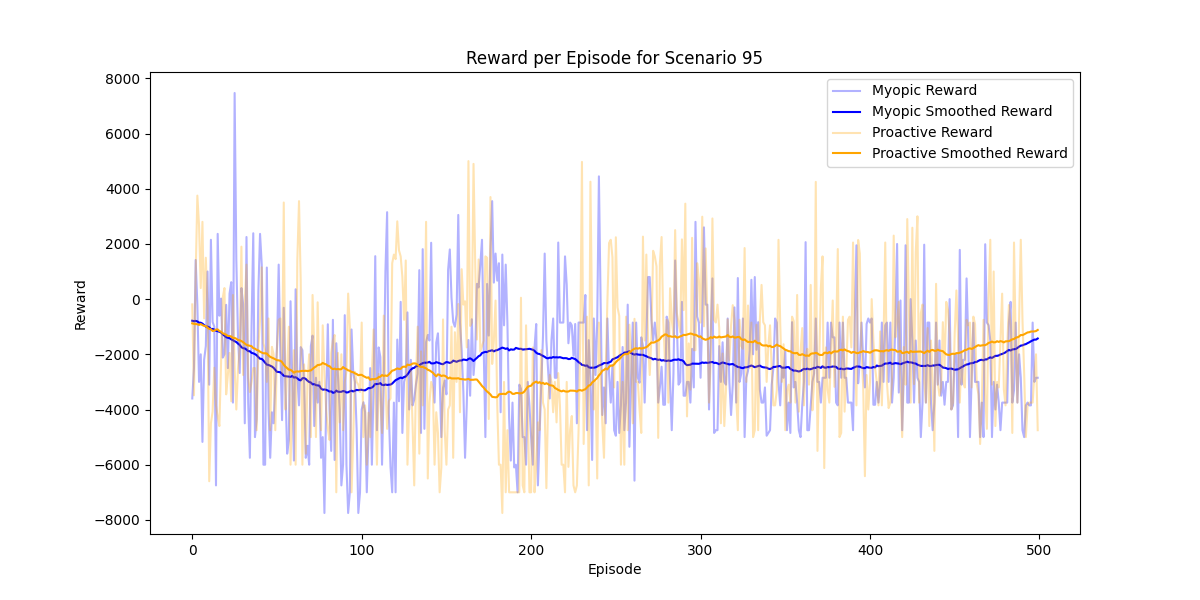 Reward per Episode for Scenario 95
Myopic Reward
Myopic Smoothed Reward
Proactive Reward
Proactive Smoothed Reward
8000
6000
4000
2000
0
−2000
−4000
−6000
−8000
Reward
0 100 200 300 400 500
Episode